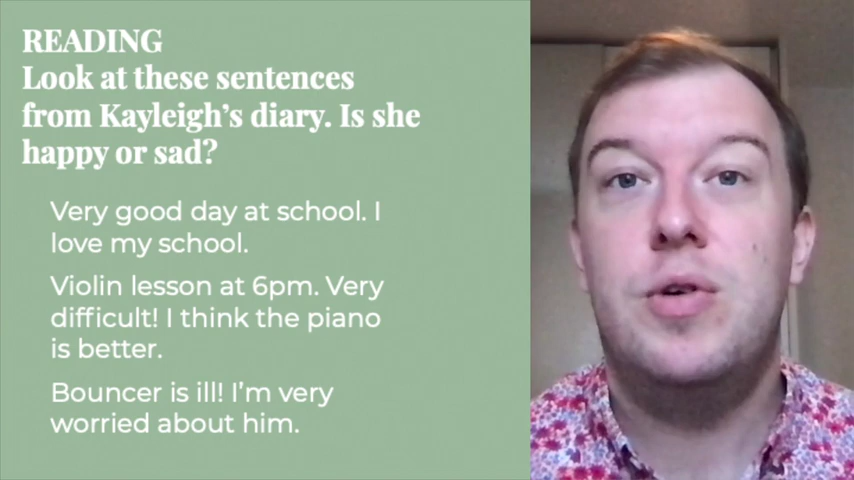 READING
Look at these sentences
from Kayleigh's diary. Is she
happy or sad?
Very good day at school. I
love my school.
Violin lesson at 6pm. Very
difficult! I think the piano
is better.
Bouncer is ill! I'm very
worried about him.